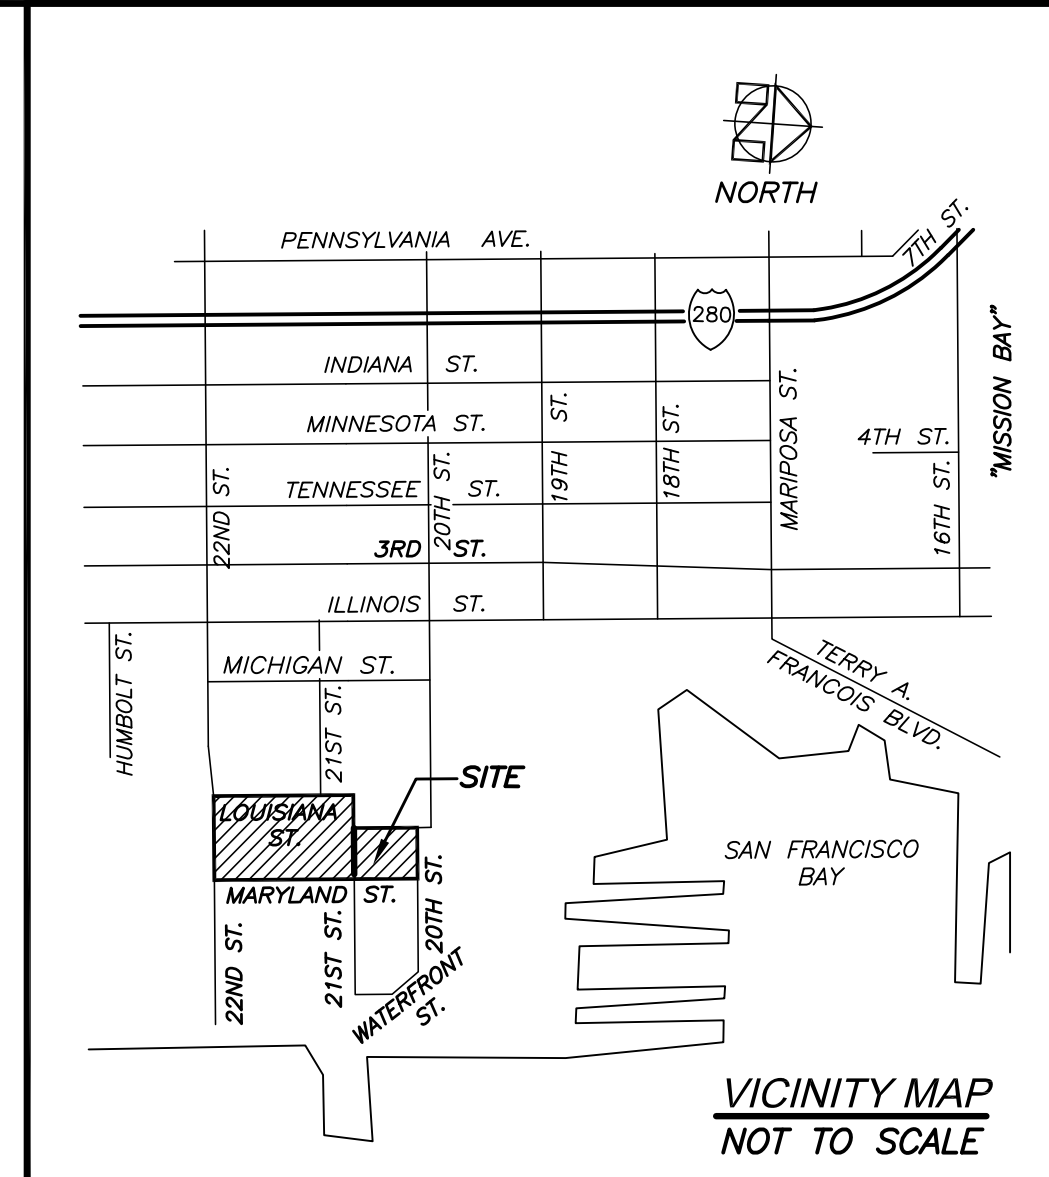 N
NORTH
PENNSYLVANIA AVE.
7TH ST.
280
"MISSION BAY"
INDIANA ST.
MINNESOTA ST.
19TH ST.
18TH ST.
MARIPOSA ST.
4TH ST.
22ND ST.
TENNESSEE ST.
20TH ST.
16TH ST.
3RD ST.
ILLINOIS ST.
HUMBOLT ST.
MICHIGAN ST.
21ST ST.
TERRY A.
FRANCOIS BLVD.
SITE
LOUISIANA
ST.
SAN FRANCISCO
BAY
MARYLAND ST.
22ND ST.
21ST ST.
20TH ST.
WATERFRONT
ST.
VICINITY MAP
NOT TO SCALE